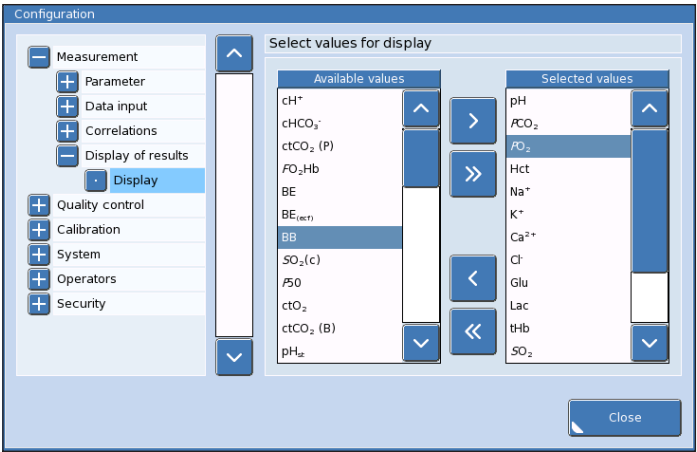 Configuration
Measurement
Parameter
Data input
Correlations
Display of results
Display
Quality control
Calibration
System
Operators
Security
Select values for display
Available values
cH⁺
cHCO₃⁻
ctCO₂ (P)
FO₂Hb
BE
BE(ecf)
BB
SO₂(c)
P50
ctO₂
ctCO₂ (B)
pHst
Selected values
pH
PCO₂
PO₂
Hct
Na⁺
K⁺
Ca²⁺
Cl⁻
Glu
Lac
tHb
SO₂
Close